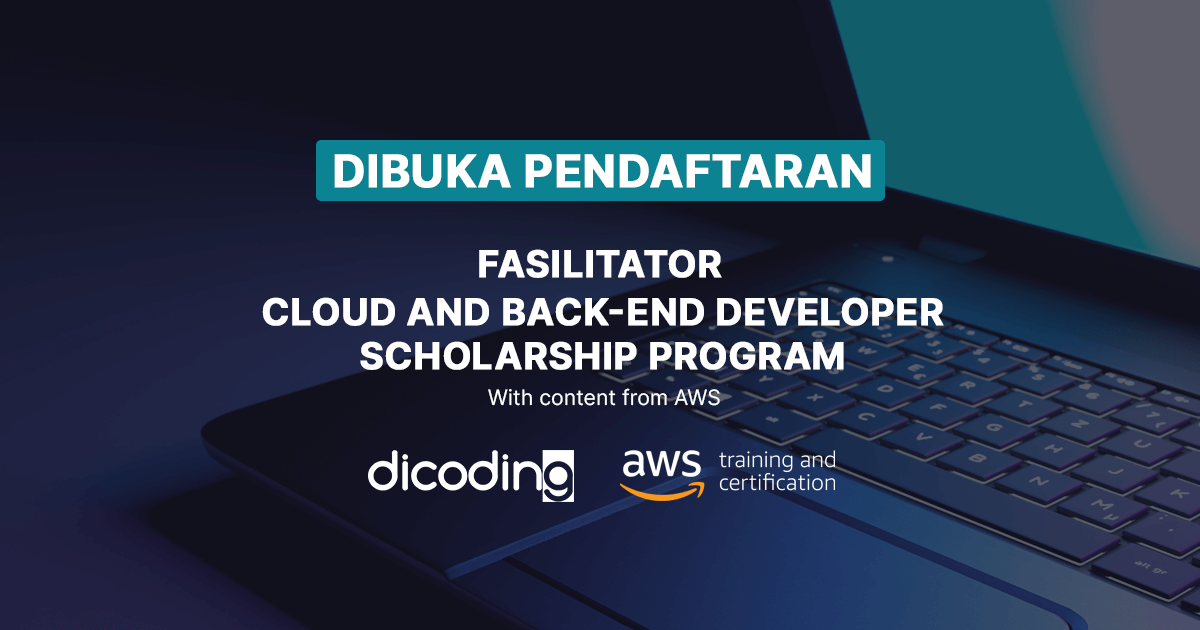 DIBUKA PENDAFTARAN
FASILITATOR
CLOUD AND BACK-END DEVELOPER
SCHOLARSHIP PROGRAM
With content from AWS
dicoding
aws training and
certification